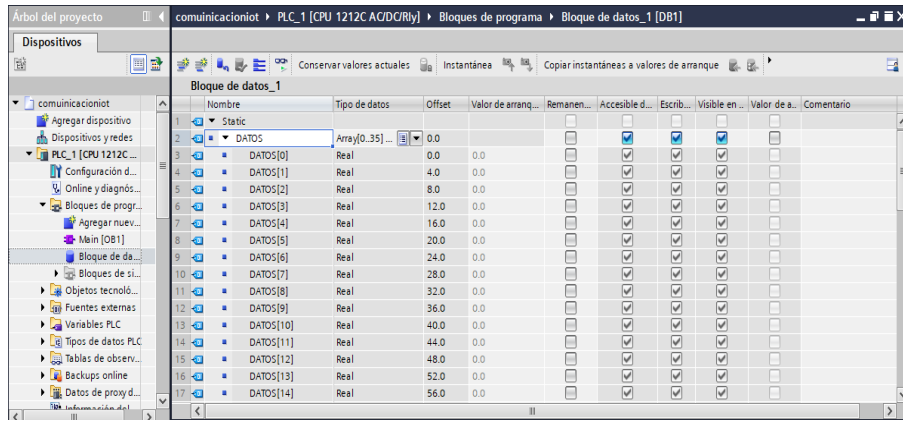 Árbol del proyecto
comuinicacioniot ▸ PLC_1 [CPU 1212C AC/DC/Rly] ▸ Bloques de programa ▸ Bloque de datos_1 [DB1]
Dispositivos
Conservar valores actuales Instantánea Copiar instantáneas a valores de arranque
Bloque de datos_1
Nombre Tipo de datos Offset Valor de arranq... Remanen... Accesible d... Escrib... Visible en .. Valor de a.. Comentario
1 Static
2 DATOS Array[0..35] ... 0.0
3 DATOS[0] Real 0.0 0.0
4 DATOS[1] Real 4.0 0.0
5 DATOS[2] Real 8.0 0.0
6 DATOS[3] Real 12.0 0.0
7 DATOS[4] Real 16.0 0.0
8 DATOS[5] Real 20.0 0.0
9 DATOS[6] Real 24.0 0.0
10 DATOS[7] Real 28.0 0.0
11 DATOS[8] Real 32.0 0.0
12 DATOS[9] Real 36.0 0.0
13 DATOS[10] Real 40.0 0.0
14 DATOS[11] Real 44.0 0.0
15 DATOS[12] Real 48.0 0.0
16 DATOS[13] Real 52.0 0.0
17 DATOS[14] Real 56.0 0.0
comuinicacioniot
Agregar dispositivo
Dispositivos y redes
PLC_1 [CPU 1212C ...
Configuración d...
Online y diagnós...
Bloques de progr...
Agregar nuev...
Main [OB1]
Bloque de da...
Bloques de si...
Objetos tecnoló...
Fuentes externas
Variables PLC
Tipos de datos PLC
Tablas de observ...
Backups online
Datos de proxy d...